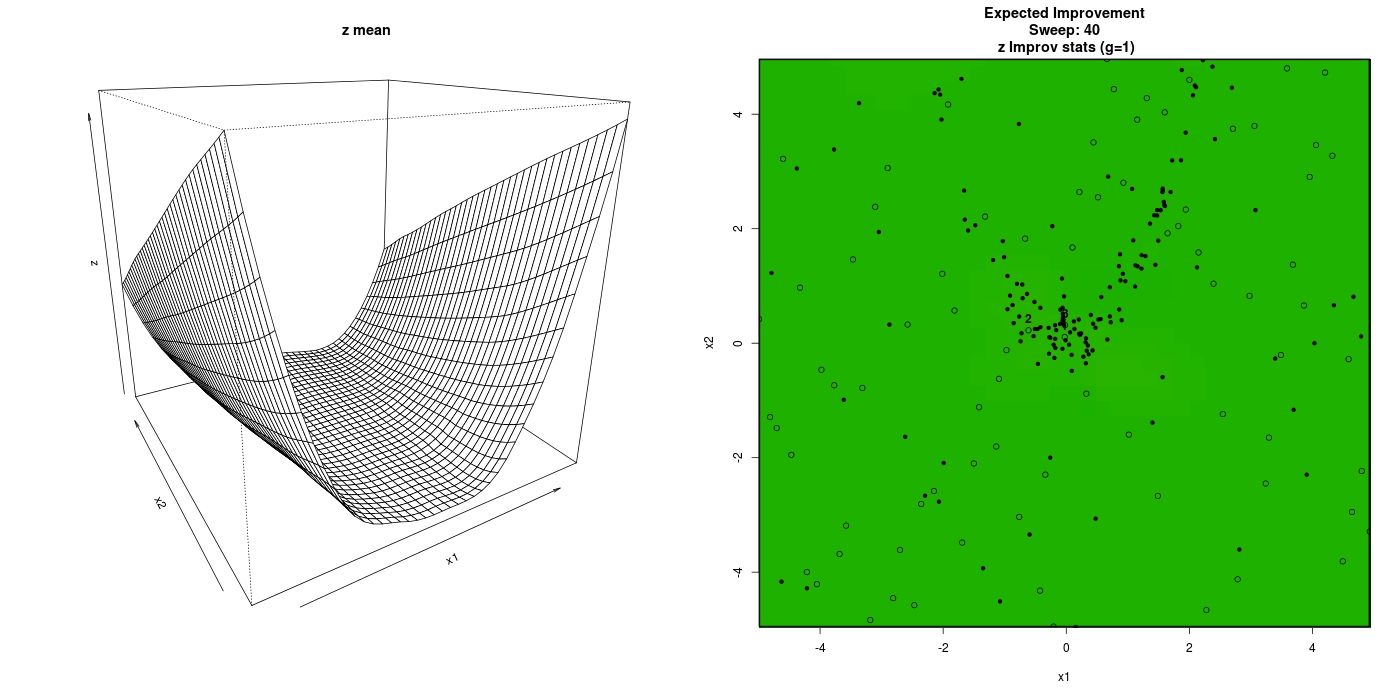 z mean
z
x2
x1
Expected Improvement
Sweep: 40
z Improv stats (g=1)
x2
4
2
0
-2
-4
2
-4
-2
0
2
4
x1